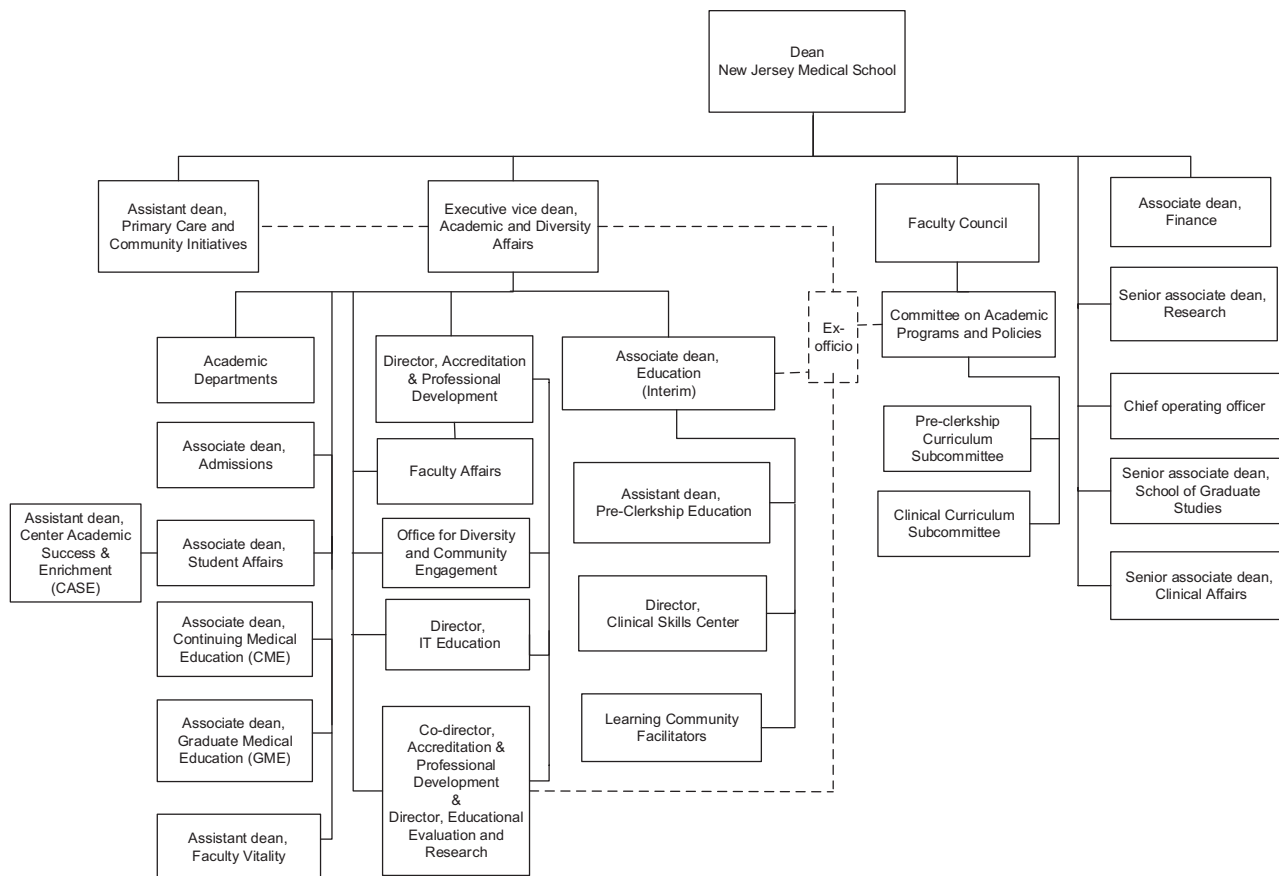 Dean
New Jersey Medical School
Assistant dean,
Primary Care and
Community Initiatives
Executive vice dean,
Academic and Diversity
Affairs
Faculty Council
Associate dean,
Finance
Academic
Departments
Director, Accreditation
& Professional
Development
Associate dean,
Education
(Interim)
Ex-
officio
Committee on Academic
Programs and Policies
Senior associate dean,
Research
Associate dean,
Admissions
Faculty Affairs
Assistant dean,
Pre-Clerkship Education
Pre-clerkship
Curriculum
Subcommittee
Chief operating officer
Assistant dean,
Center Academic
Success &
Enrichment
(CASE)
Associate dean,
Student Affairs
Office for Diversity
and Community
Engagement
Clinical Curriculum
Subcommittee
Senior associate dean,
School of Graduate
Studies
Associate dean,
Continuing Medical
Education (CME)
Director,
IT Education
Director,
Clinical Skills Center
Senior associate dean,
Clinical Affairs
Associate dean,
Graduate Medical
Education (GME)
Co-director,
Accreditation &
Professional
Development
&
Director, Educational
Evaluation and
Research
Learning Community
Facilitators
Assistant dean,
Faculty Vitality